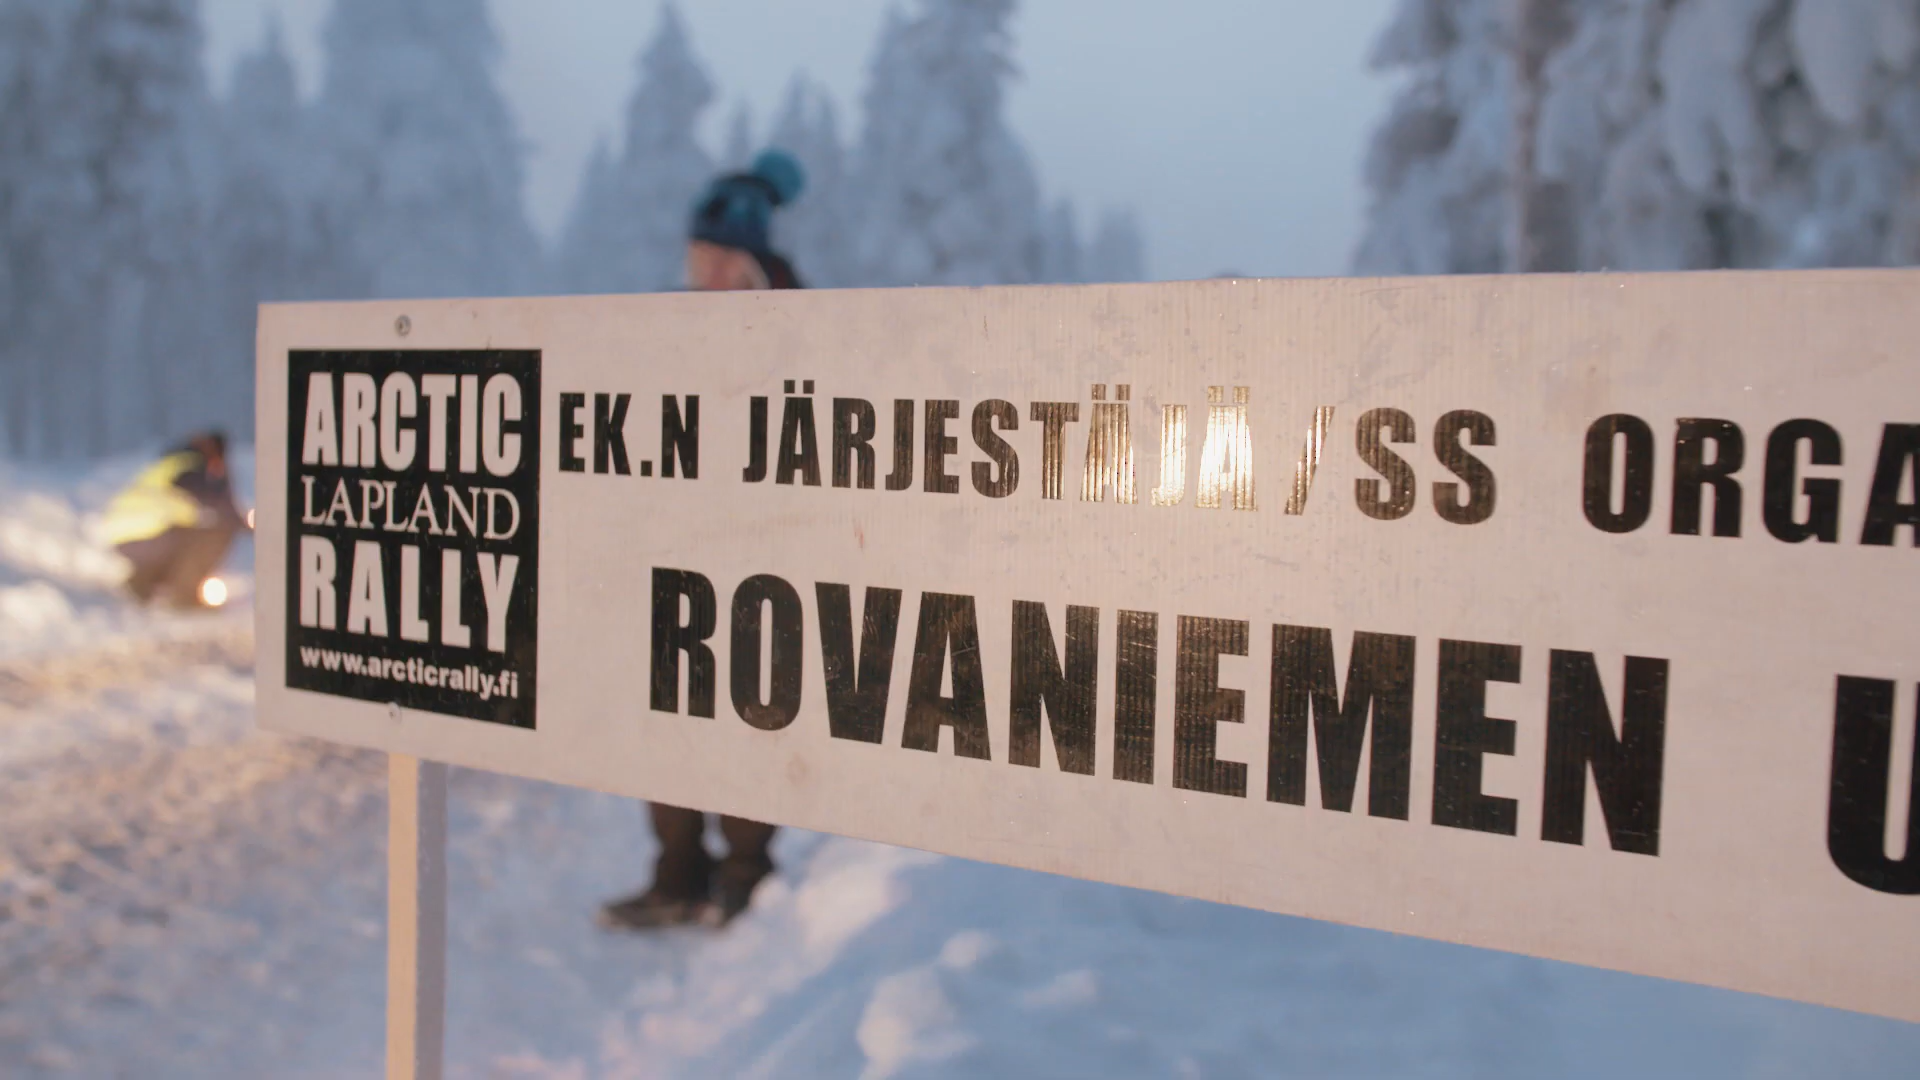 ARCTIC
LAPLAND
RALLY
www.arcticrally.fi
EK.N JÄRJESTÄJÄ/SS ORGA
ROVANIEMEN U